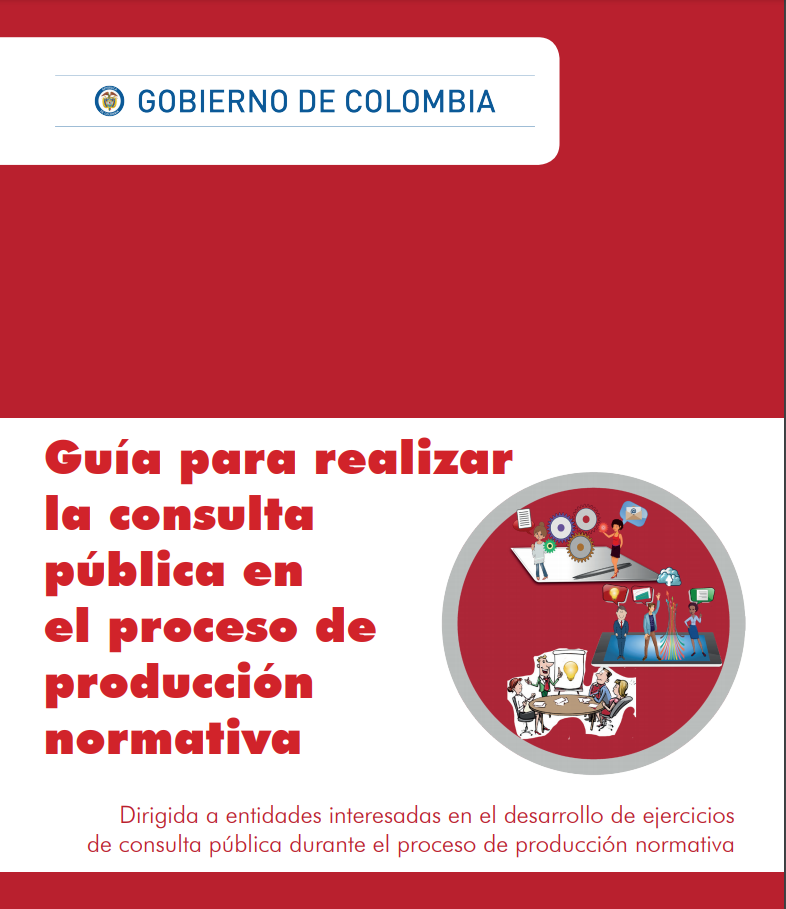 GOBIERNO DE COLOMBIA
Guía para realizar
la consulta
pública en
el proceso de
producción
normativa
Dirigida a entidades interesadas en el desarrollo de ejercicios
de consulta pública durante el proceso de producción normativa